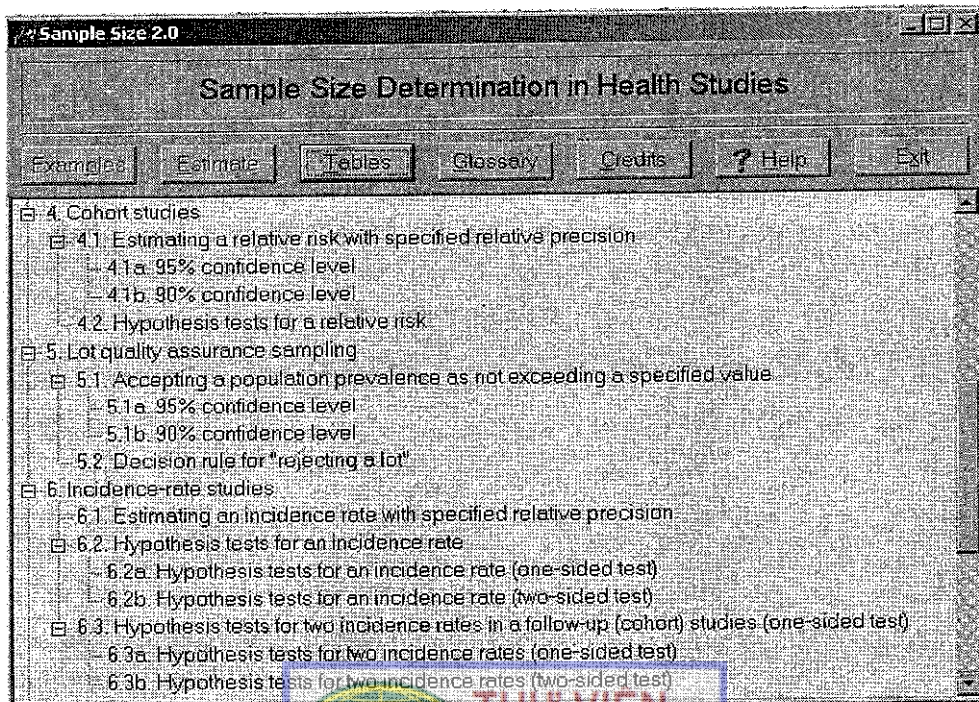 Sample Size 2.0
Sample Size Determination in Health Studies
Examples Estimate Tables Glossary Credits ? Help Exit
4. Cohort studies
4.1. Estimating a relative risk with specified relative precision
4.1a. 95% confidence level
4.1b. 90% confidence level
4.2. Hypothesis tests for a relative risk
5. Lot quality assurance sampling
5.1. Accepting a population prevalence as not exceeding a specified value
5.1a. 95% confidence level
5.1b. 90% confidence level
5.2. Decision rule for "rejecting a lot"
6. Incidence-rate studies
6.1. Estimating an incidence rate with specified relative precision
6.2. Hypothesis tests for an incidence rate
6.2a. Hypothesis tests for an incidence rate (one-sided test)
6.2b. Hypothesis tests for an incidence rate (two-sided test)
6.3. Hypothesis tests for two incidence rates in a follow-up (cohort) studies (one-sided test)
6.3a. Hypothesis tests for two incidence rates (one-sided test)
6.3b. Hypothesis tests for two incidence rates (two-sided test)